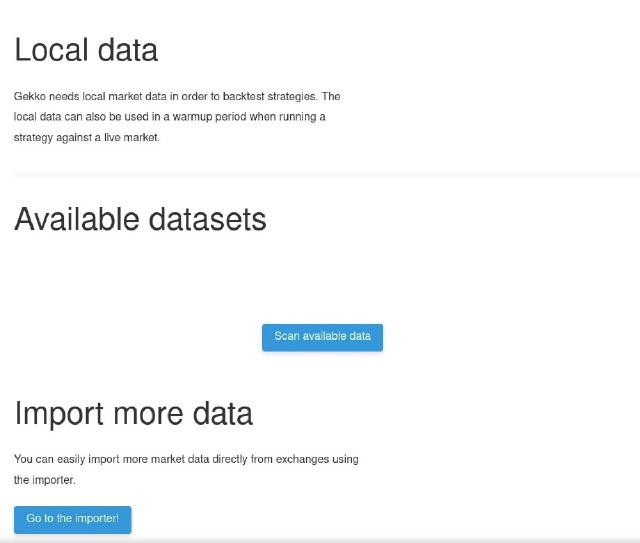 Local data
Gekko needs local market data in order to backtest strategies. The
local data can also be used in a warmup period when running a
strategy against a live market.
Available datasets
Scan available data
Import more data
You can easily import more market data directly from exchanges using
the importer.
Go to the importer!